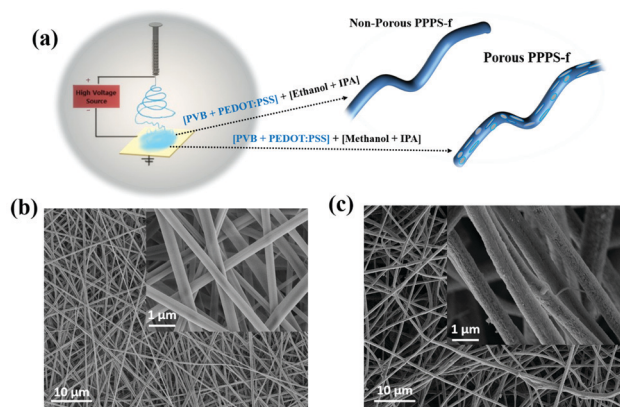 (a)
Non-Porous PPPS-f
Porous PPPS-f
+
High Voltage
Source
-
[PVB + PEDOT:PSS] + [Ethanol + IPA]
[PVB + PEDOT:PSS] + [Methanol + IPA]
(b)
1 µm
10 µm
(c)
1 µm
10 µm